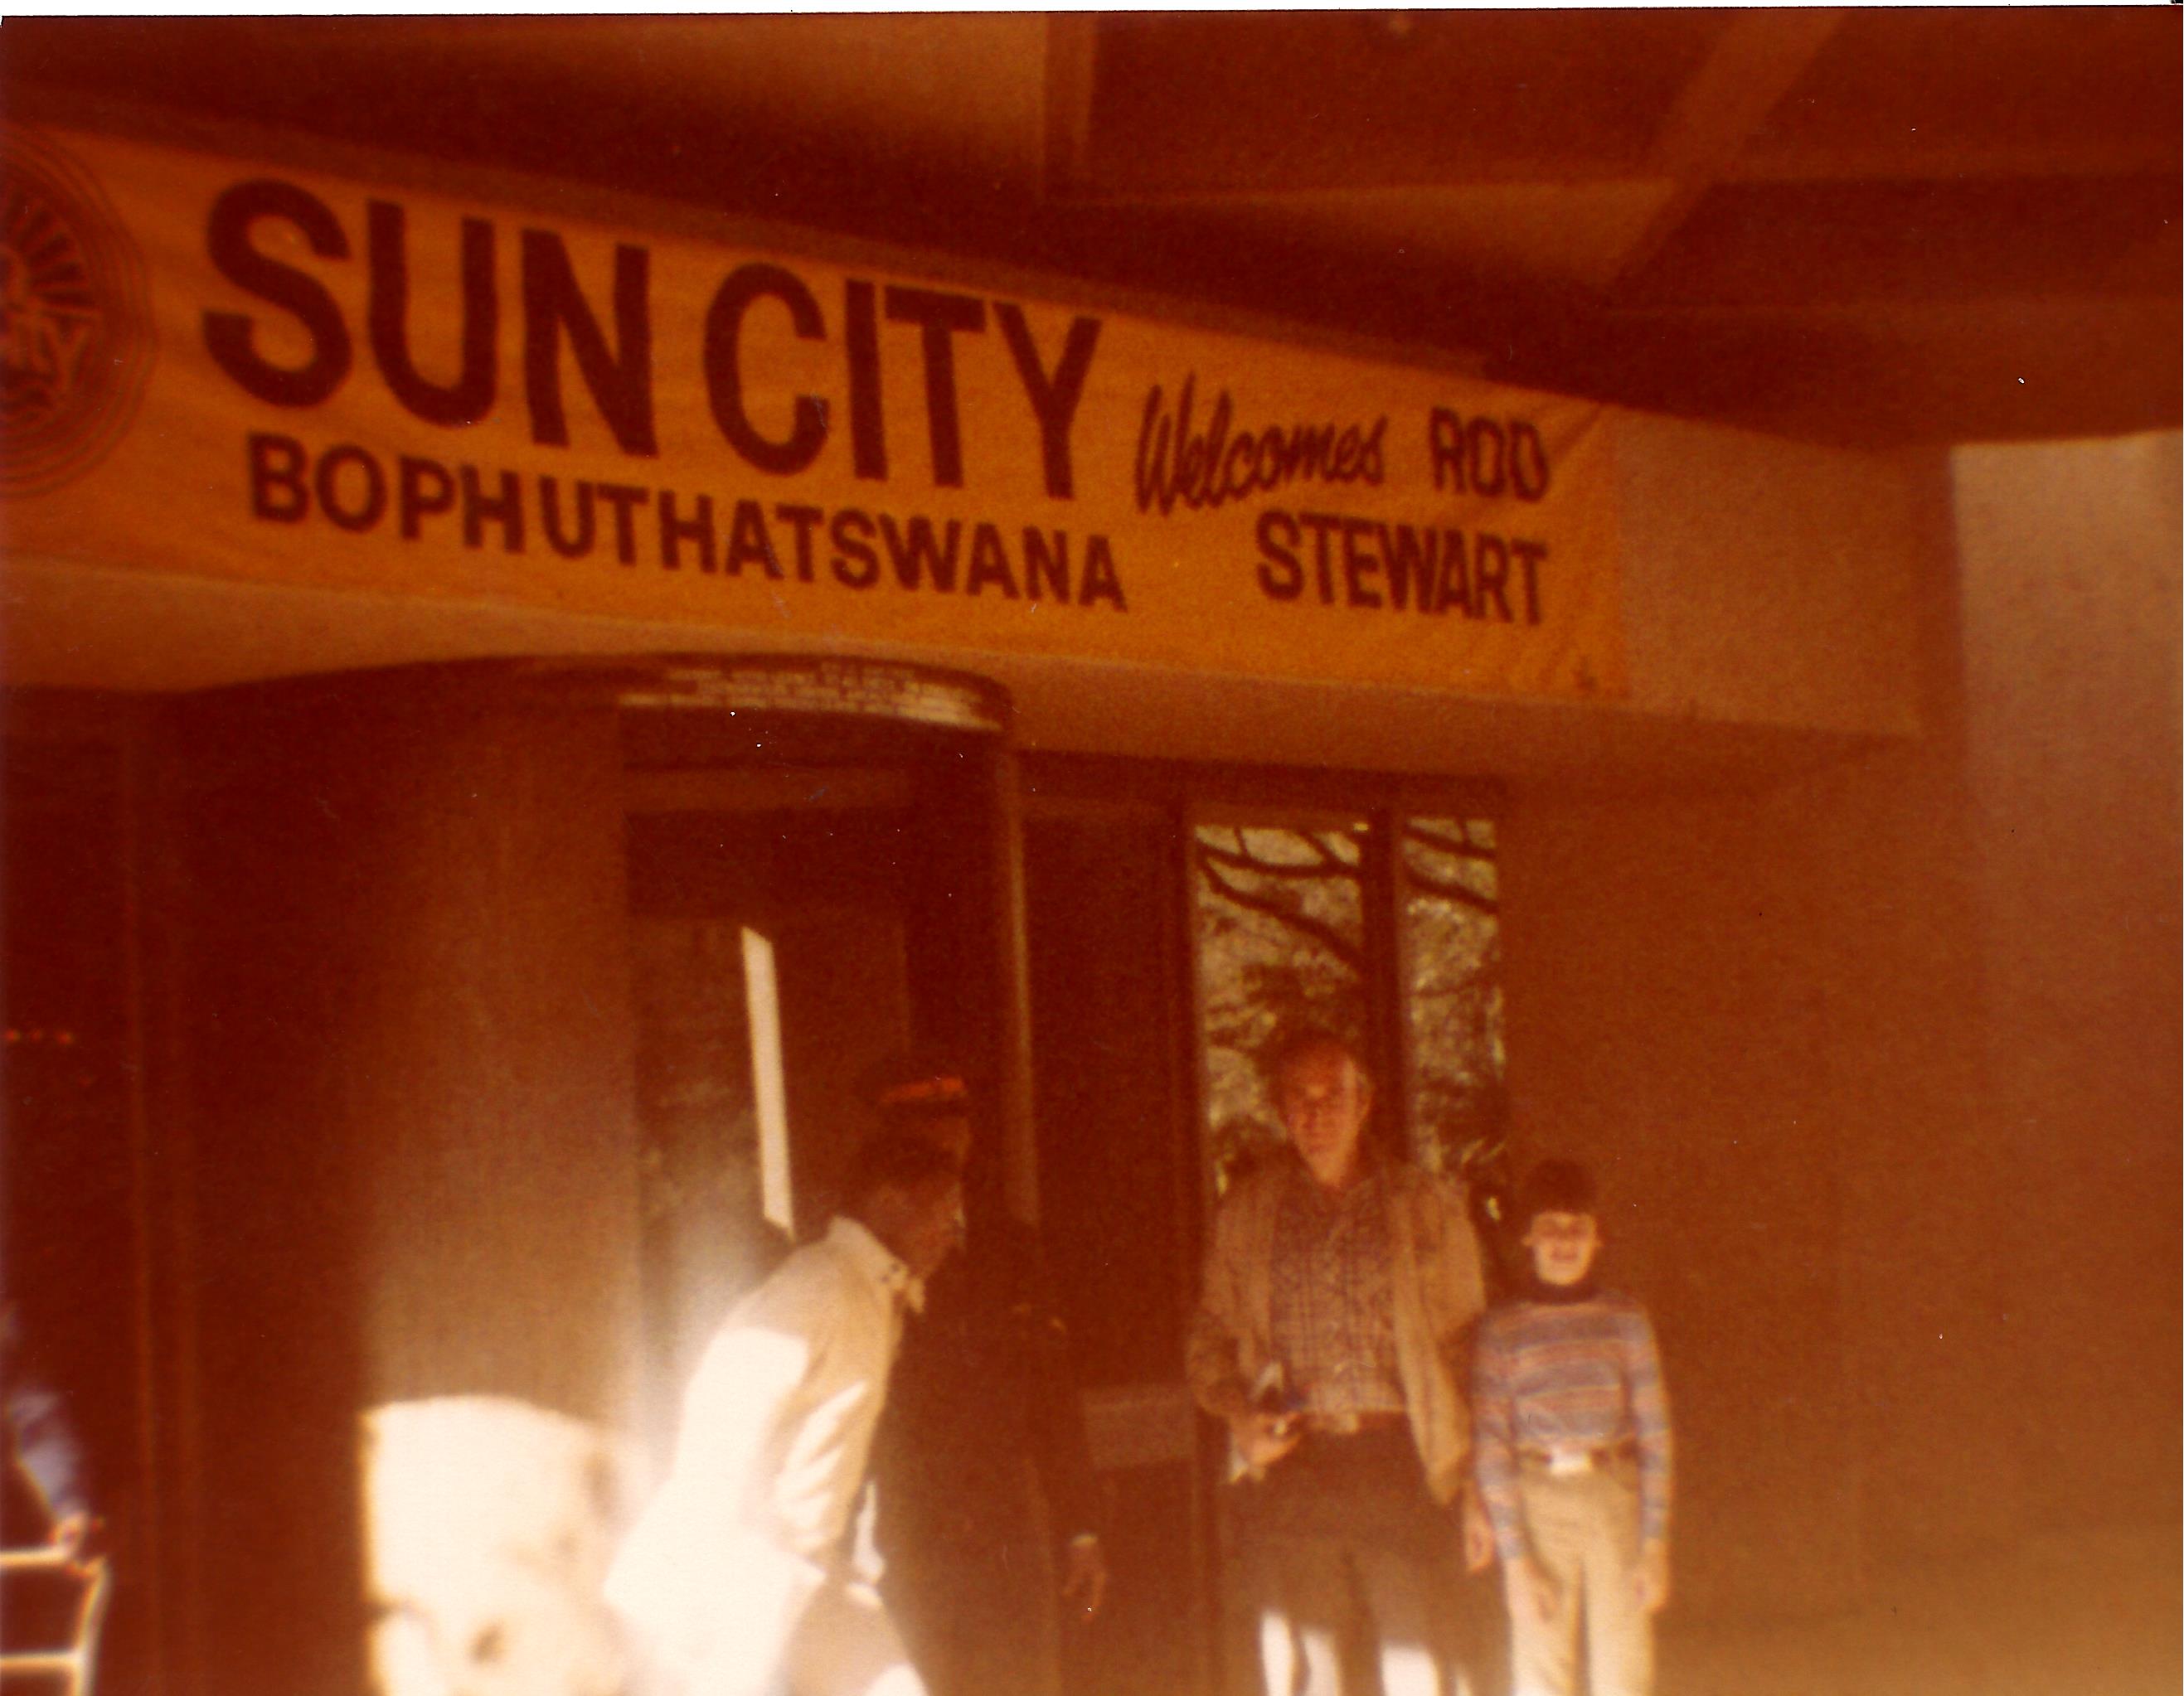 SUN CITY Welcomes ROD
BOPHUTHATSWANA STEWART